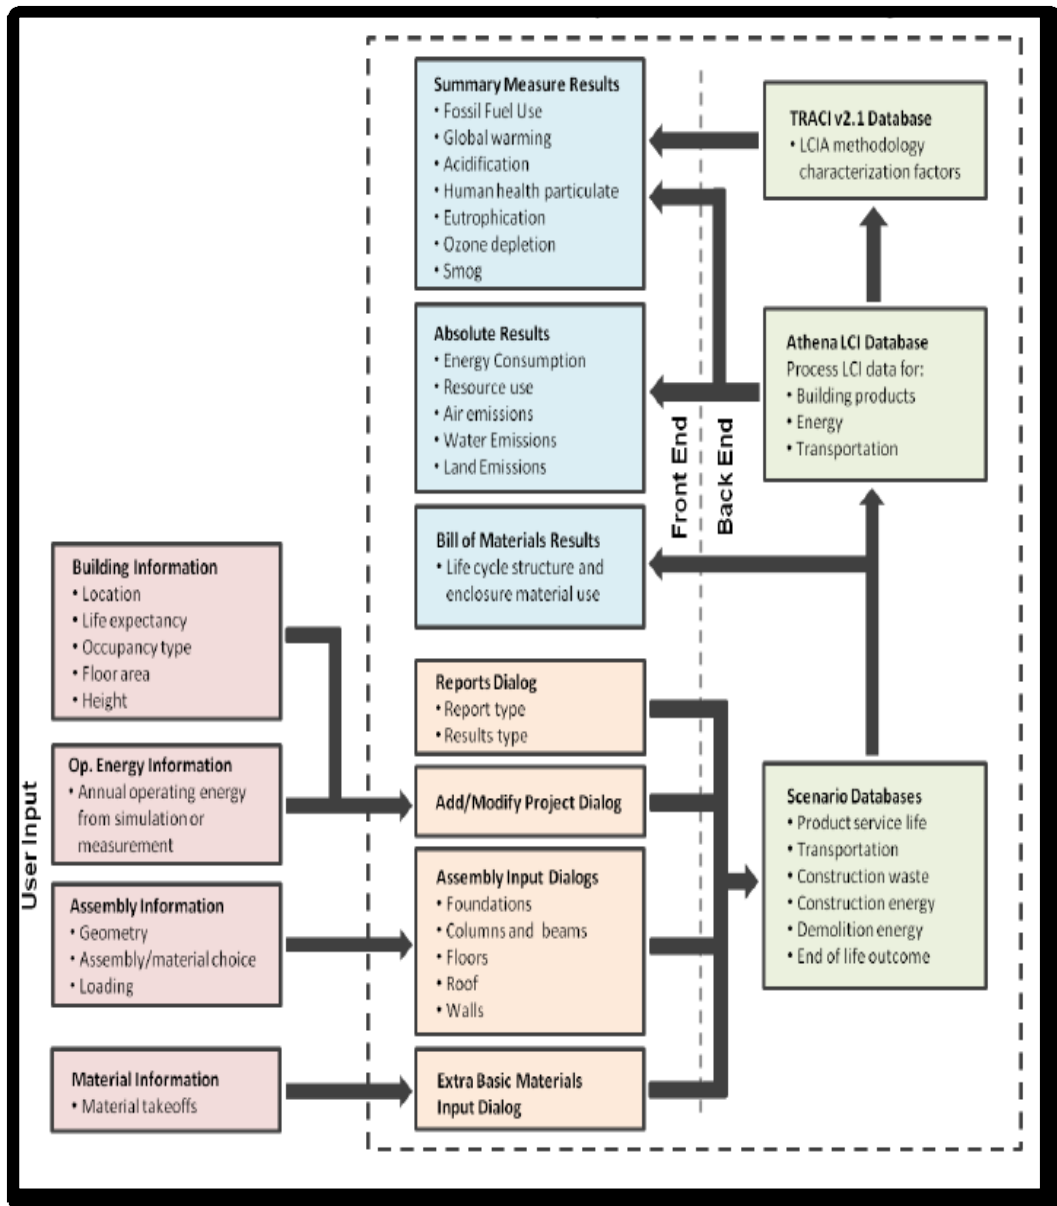 Summary Measure Results
• Fossil Fuel Use
• Global warming
• Acidification
• Human health particulate
• Eutrophication
• Ozone depletion
• Smog
TRACI v2.1 Database
• LCIA methodology
characterization factors
Absolute Results
• Energy Consumption
• Resource use
• Air emissions
• Water Emissions
• Land Emissions
Athena LCI Database
Process LCI data for:
• Building products
• Energy
• Transportation
Front End
Back End
Bill of Materials Results
• Life cycle structure and
enclosure material use
User Input
Building Information
• Location
• Life expectancy
• Occupancy type
• Floor area
• Height
Reports Dialog
• Report type
• Results type
Op. Energy Information
• Annual operating energy
from simulation or
measurement
Add/Modify Project Dialog
Scenario Databases
• Product service life
• Transportation
• Construction waste
• Construction energy
• Demolition energy
• End of life outcome
Assembly Information
• Geometry
• Assembly/material choice
• Loading
Assembly Input Dialogs
• Foundations
• Columns and beams
• Floors
• Roof
• Walls
Material Information
• Material takeoffs
Extra Basic Materials
Input Dialog